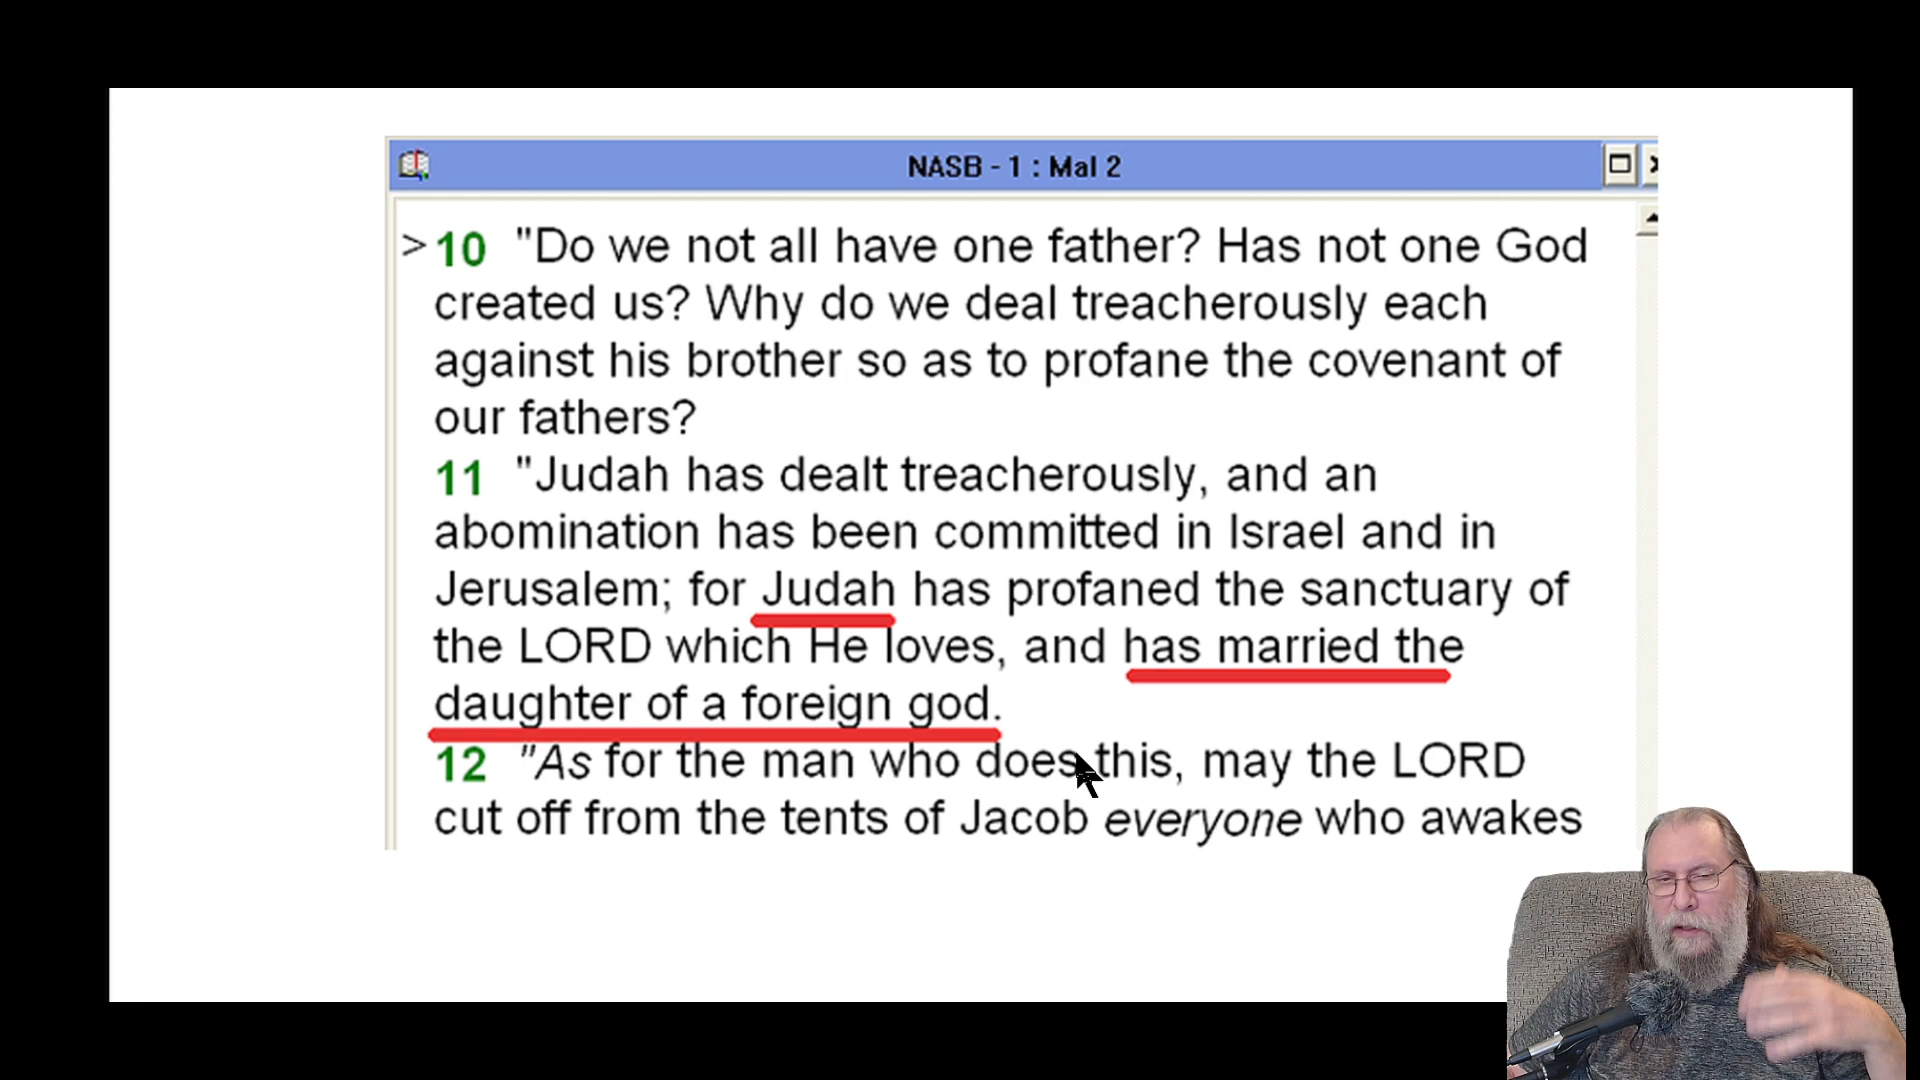 NASB - 1 : Mal 2
>10 "Do we not all have one father? Has not one God
created us? Why do we deal treacherously each
against his brother so as to profane the covenant of
our fathers?
11 "Judah has dealt treacherously, and an
abomination has been committed in Israel and in
Jerusalem; for Judah has profaned the sanctuary of
the LORD which He loves, and has married the
daughter of a foreign god.
12 "As for the man who does this, may the LORD
cut off from the tents of Jacob everyone who awakes